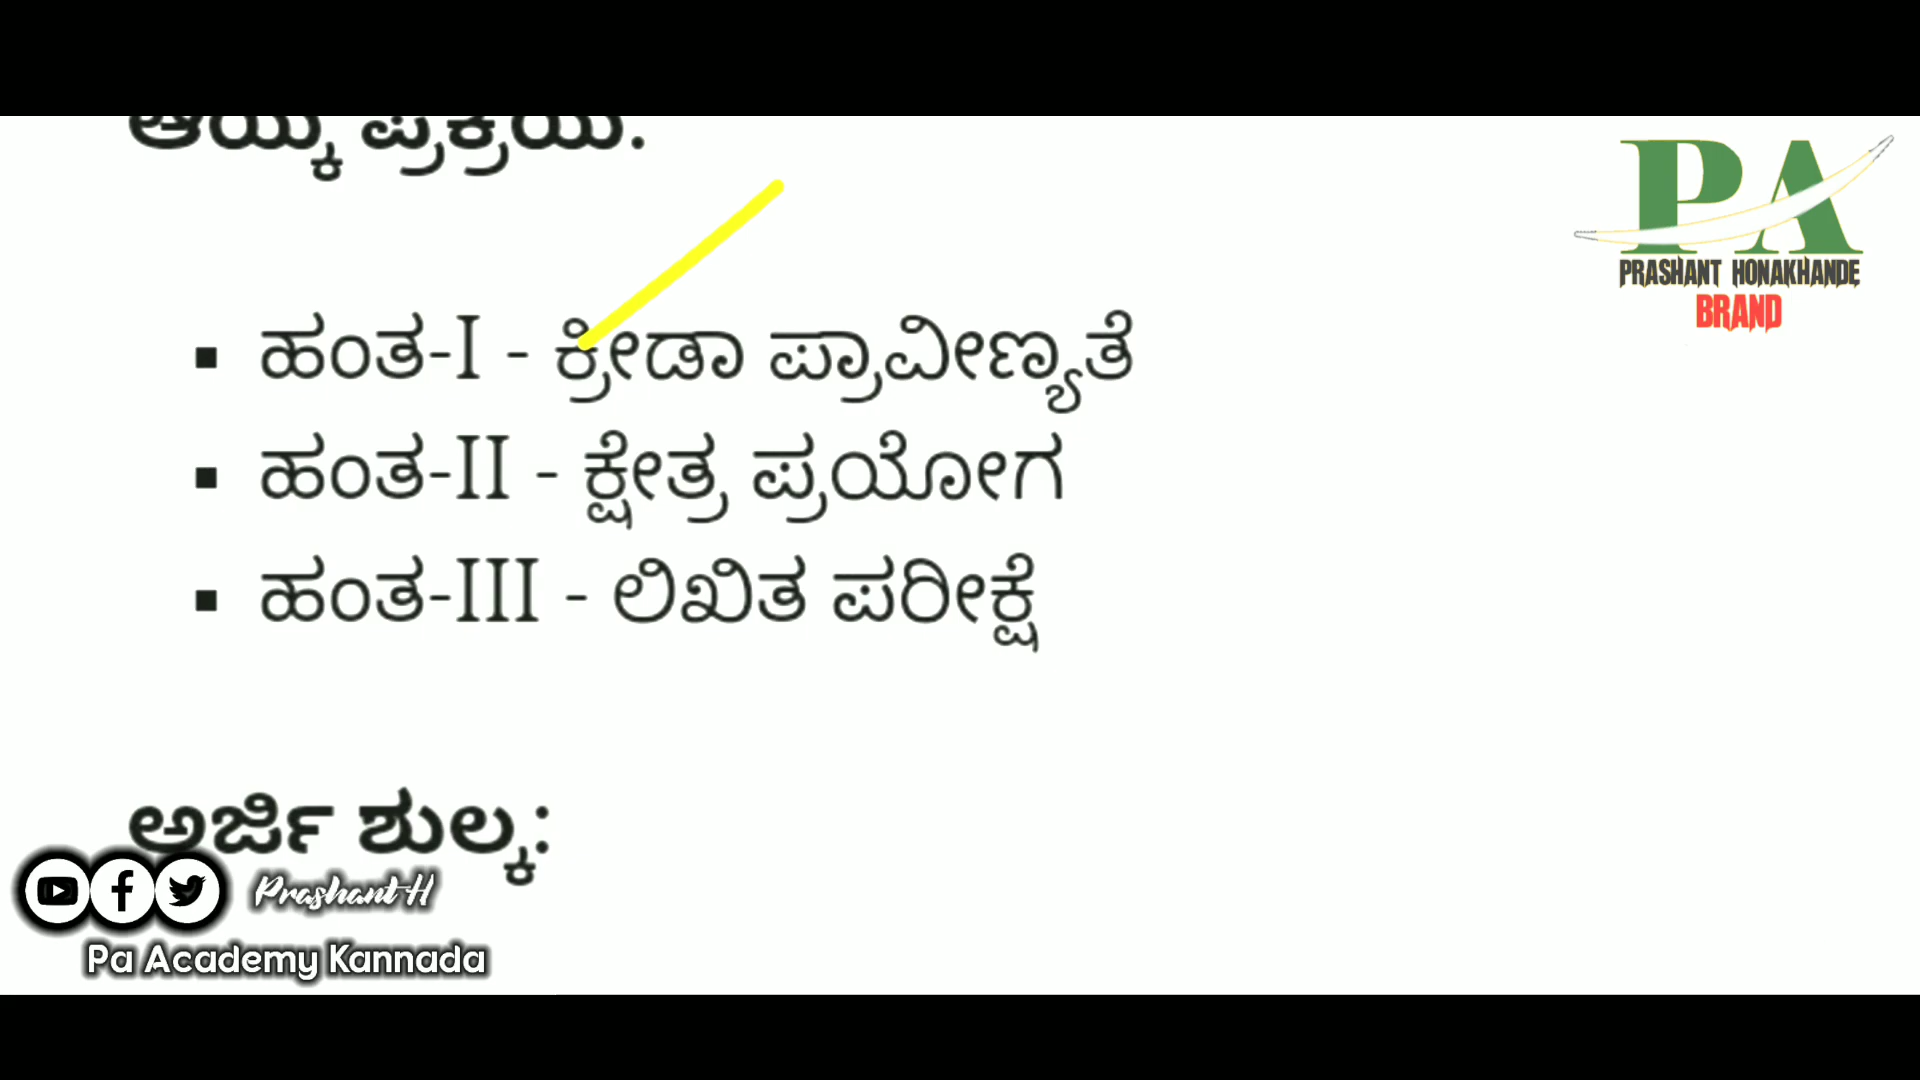 ಆಯ್ಕೆ ಪ್ರಕ್ರಿಯೆ:
PA
PRASHANT HONAKHANDE
BRAND
▪ ಹಂತ-I - ಕ್ರೀಡಾ ಪ್ರಾವೀಣ್ಯತೆ
▪ ಹಂತ-II - ಕ್ಷೇತ್ರ ಪ್ರಯೋಗ
▪ ಹಂತ-III - ಲಿಖಿತ ಪರೀಕ್ಷೆ
ಅರ್ಜಿ ಶುಲ್ಕ:
Prashant H
Pa Academy Kannada